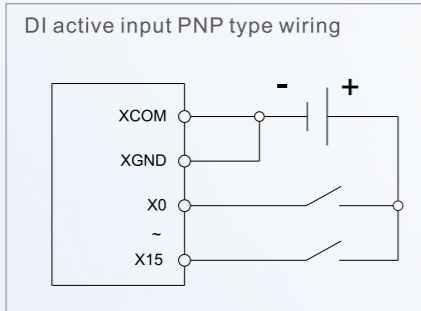 DI active input PNP type wiring
- +
XCOM
XGND
X0
~
X15